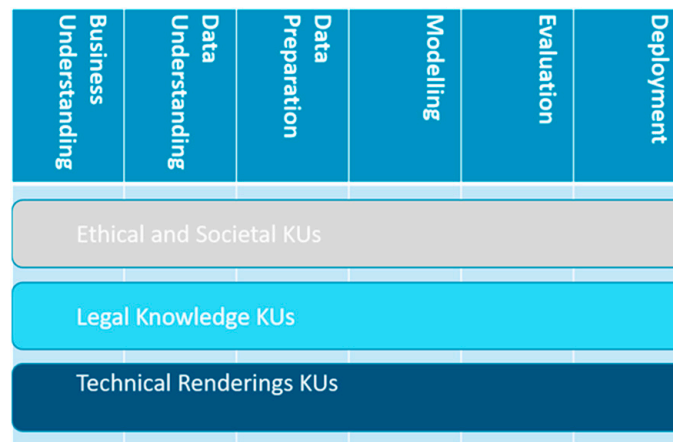 Business
Understanding
Data
Understanding
Data
Preparation
Modelling
Evaluation
Deployment
Ethical and Societal KUs
Legal Knowledge KUs
Technical Renderings KUs